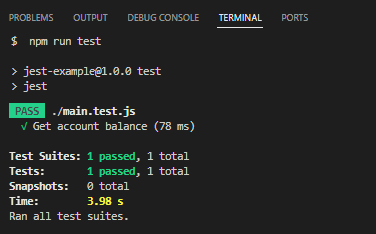 PROBLEMS OUTPUT DEBUG CONSOLE TERMINAL PORTS
$ npm run test
> jest-example@1.0.0 test
> jest
PASS ./main.test.js
√ Get account balance (78 ms)
Test Suites: 1 passed, 1 total
Tests: 1 passed, 1 total
Snapshots: 0 total
Time: 3.98 s
Ran all test suites.